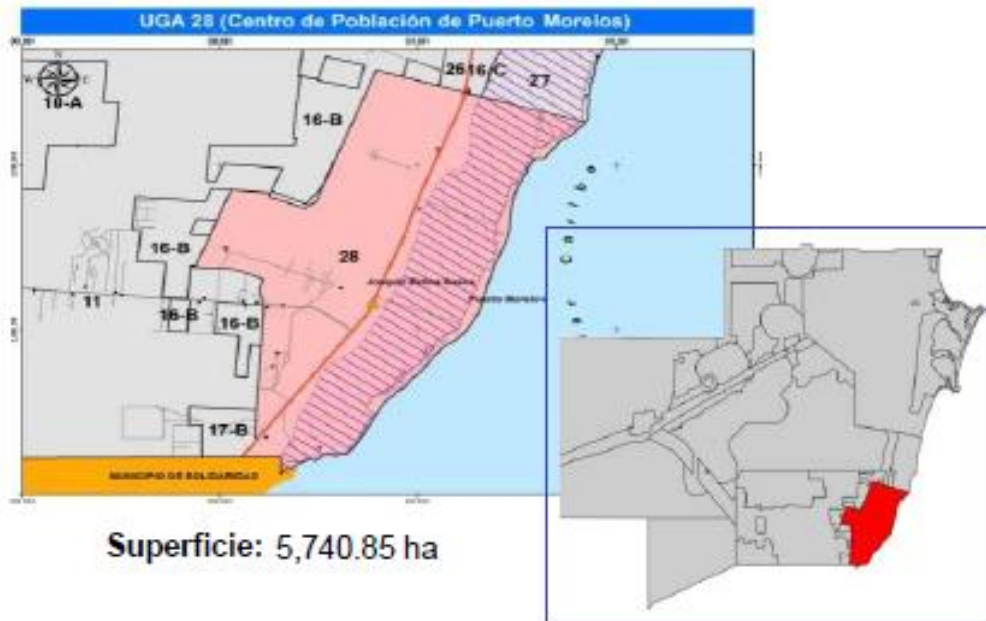 UGA 28 (Centro de Población de Puerto Morelos)
N
W
E
26
16-C
27
10-A
16-B
16-B
28
Puerto Morelos
11
16-B
16-B
17-B
MUNICIPIO DE SOLIDARIDAD
Caribe
Superficie: 5,740.85 ha